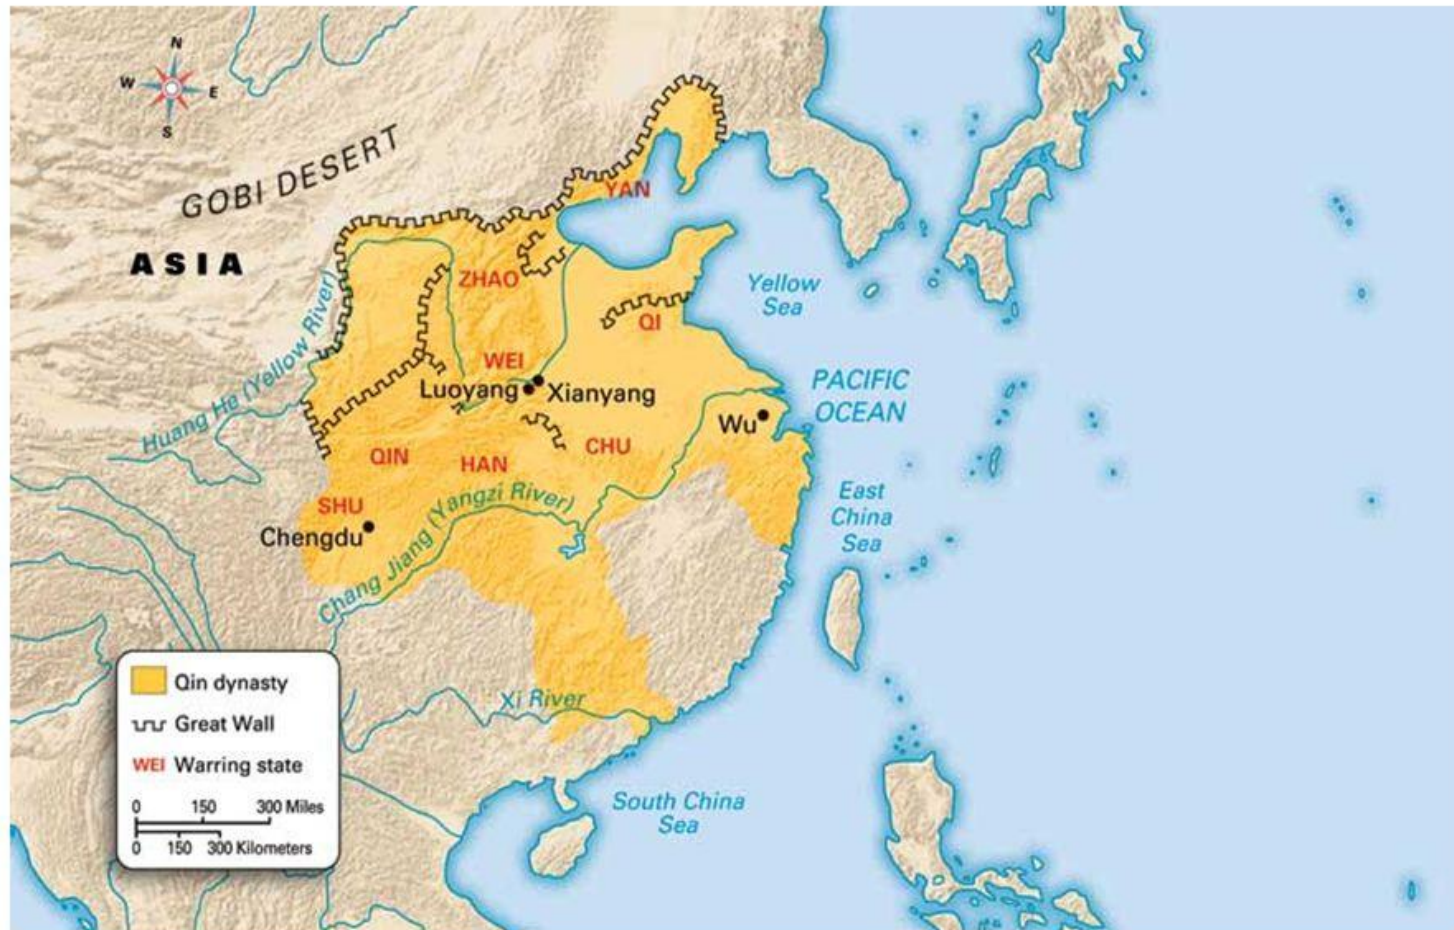 N
W
E
S
GOBI DESERT
ASIA
YAN
ZHAO
Yellow
Sea
QI
Huang He (Yellow River)
WEI
Luoyang
Xianyang
PACIFIC
OCEAN
Wu
CHU
QIN
HAN
SHU
Chengdu
Chang Jiang (Yangzi River)
East
China
Sea
Xi River
South China
Sea
Qin dynasty
Great Wall
WEI Warring state
0 150 300 Miles
0 150 300 Kilometers